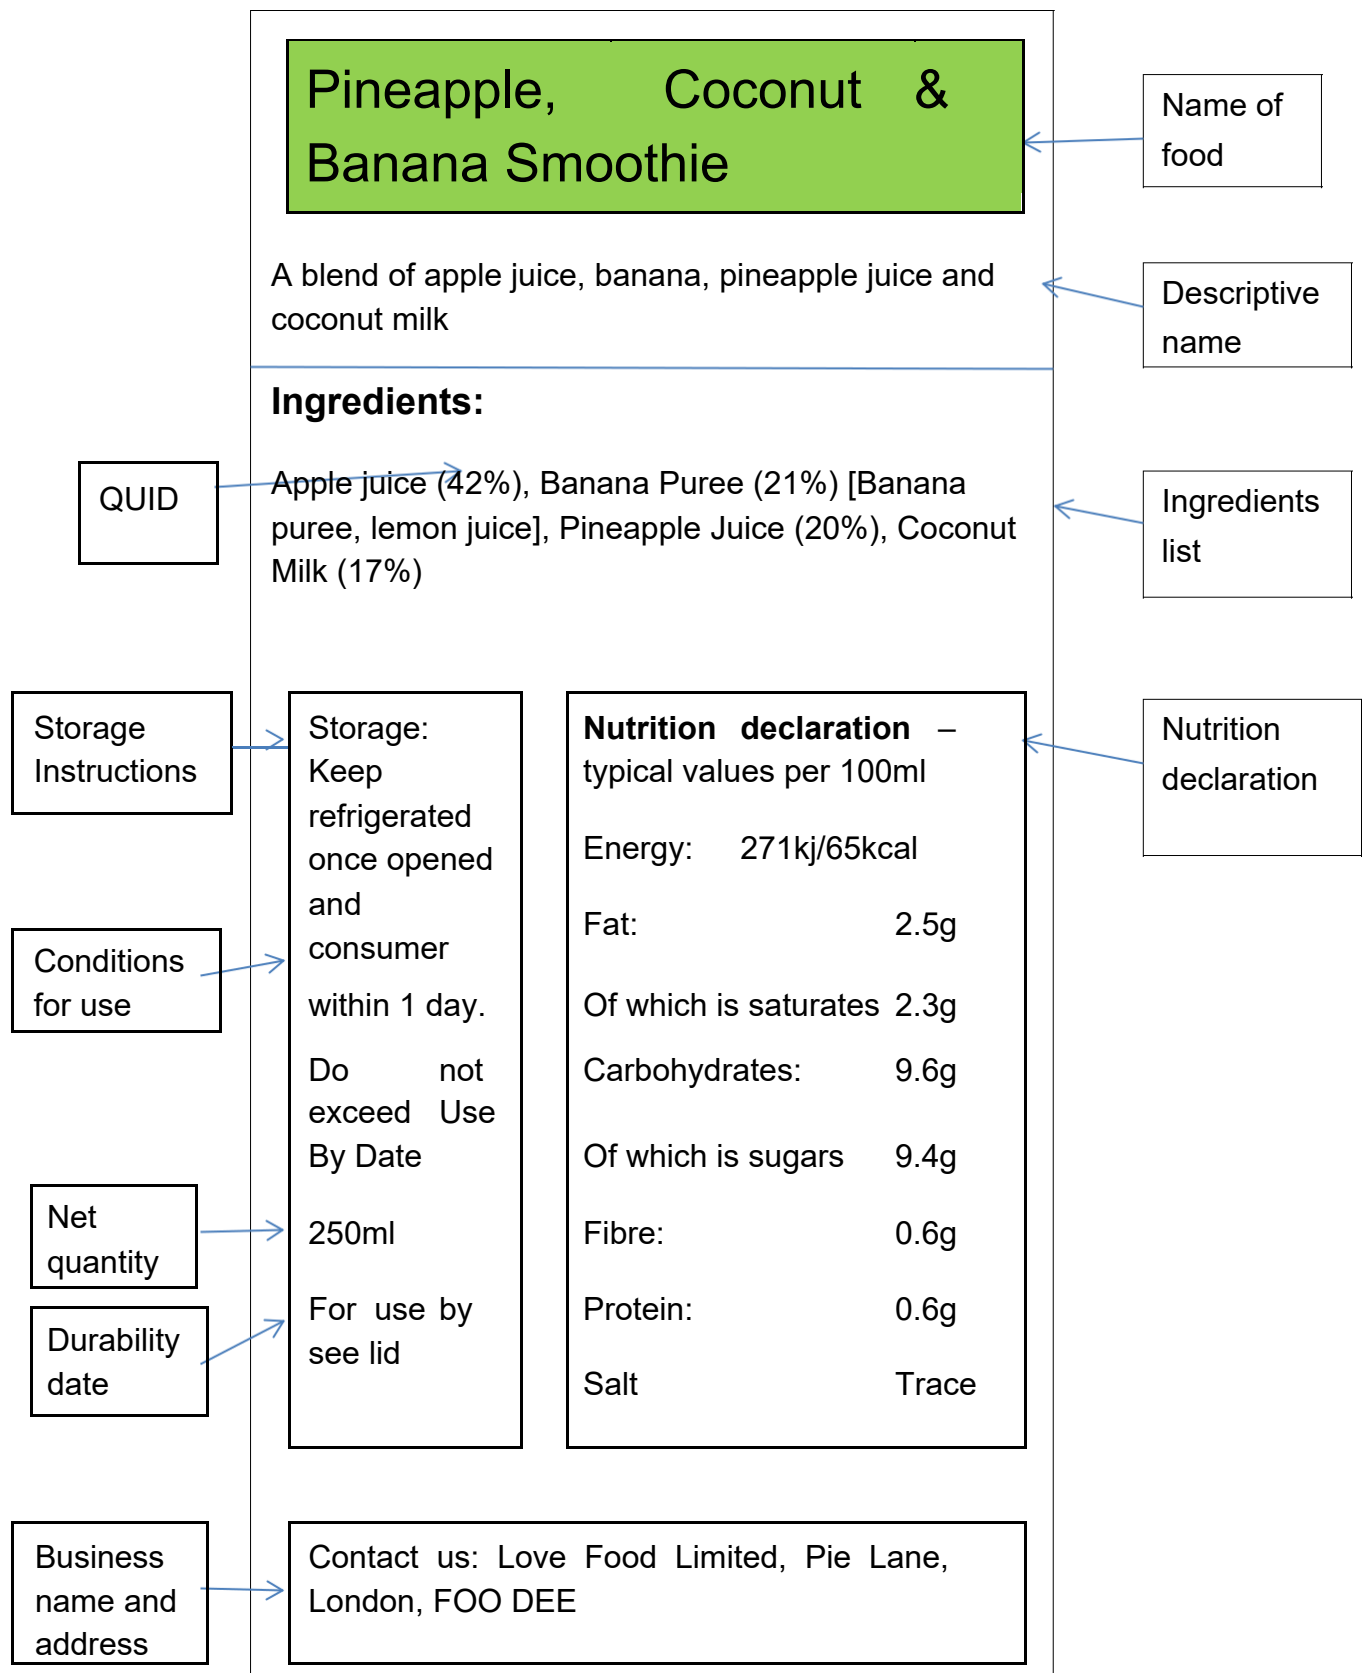 Pineapple, Coconut &
Banana Smoothie
Name of
food
A blend of apple juice, banana, pineapple juice and
coconut milk
Descriptive
name
Ingredients:
QUID
Apple juice (42%), Banana Puree (21%) [Banana
puree, lemon juice], Pineapple Juice (20%), Coconut
Milk (17%)
Ingredients
list
Storage
Instructions
Conditions
for use
Net
quantity
Durability
date
Storage:
Keep
refrigerated
once opened
and
consumer
within 1 day.
Do not
exceed Use
By Date
250ml
For use by
see lid
Nutrition declaration –
typical values per 100ml
Energy: 271kj/65kcal
Fat: 2.5g
Of which is saturates 2.3g
Carbohydrates: 9.6g
Of which is sugars 9.4g
Fibre: 0.6g
Protein: 0.6g
Salt Trace
Nutrition
declaration
Business
name and
address
Contact us: Love Food Limited, Pie Lane,
London, FOO DEE